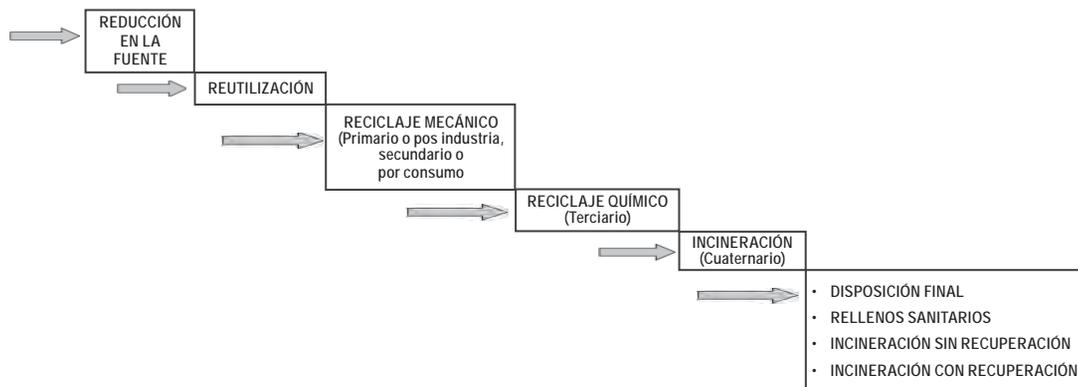 REDUCCIÓN
EN LA
FUENTE
REUTILIZACIÓN
RECICLAJE MECÁNICO
(Primario o pos industria,
secundario o
por consumo
RECICLAJE QUÍMICO
(Terciario)
INCINERACIÓN
(Cuaternario)
• DISPOSICIÓN FINAL
• RELLENOS SANITARIOS
• INCINERACIÓN SIN RECUPERACIÓN
• INCINERACIÓN CON RECUPERACIÓN